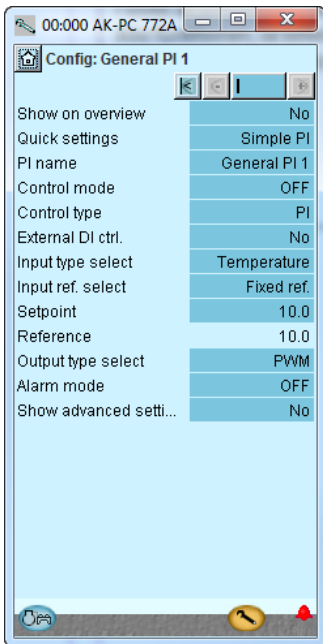 00:000 AK-PC 772A
Config: General PI 1
Show on overview No
Quick settings Simple PI
PI name General PI 1
Control mode OFF
Control type PI
External DI ctrl. No
Input type select Temperature
Input ref. select Fixed ref.
Setpoint 10.0
Reference 10.0
Output type select PWM
Alarm mode OFF
Show advanced setti... No